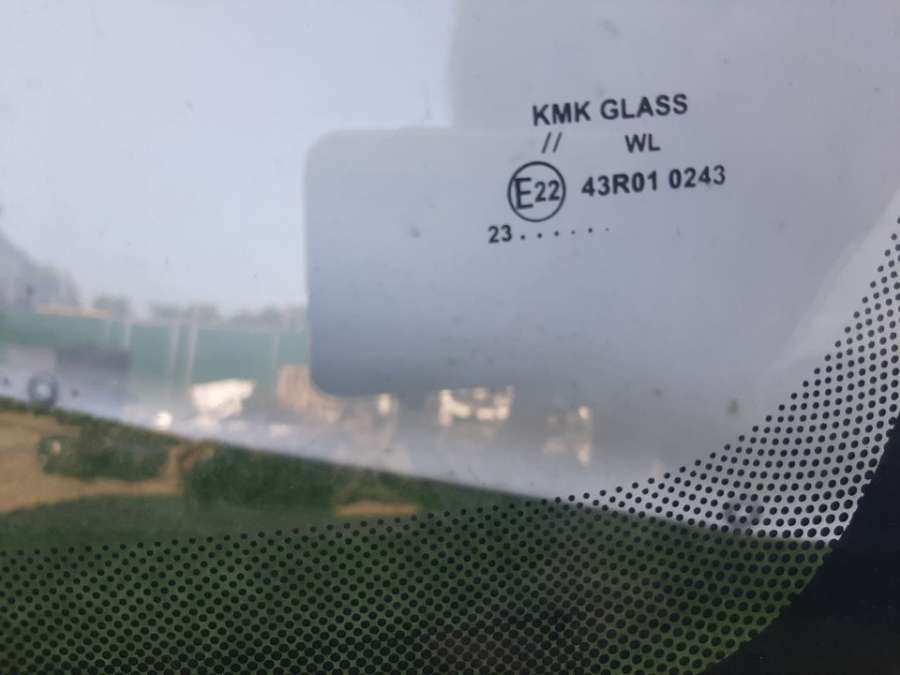 KMK GLASS
// WL
E22 43R01 0243
23......